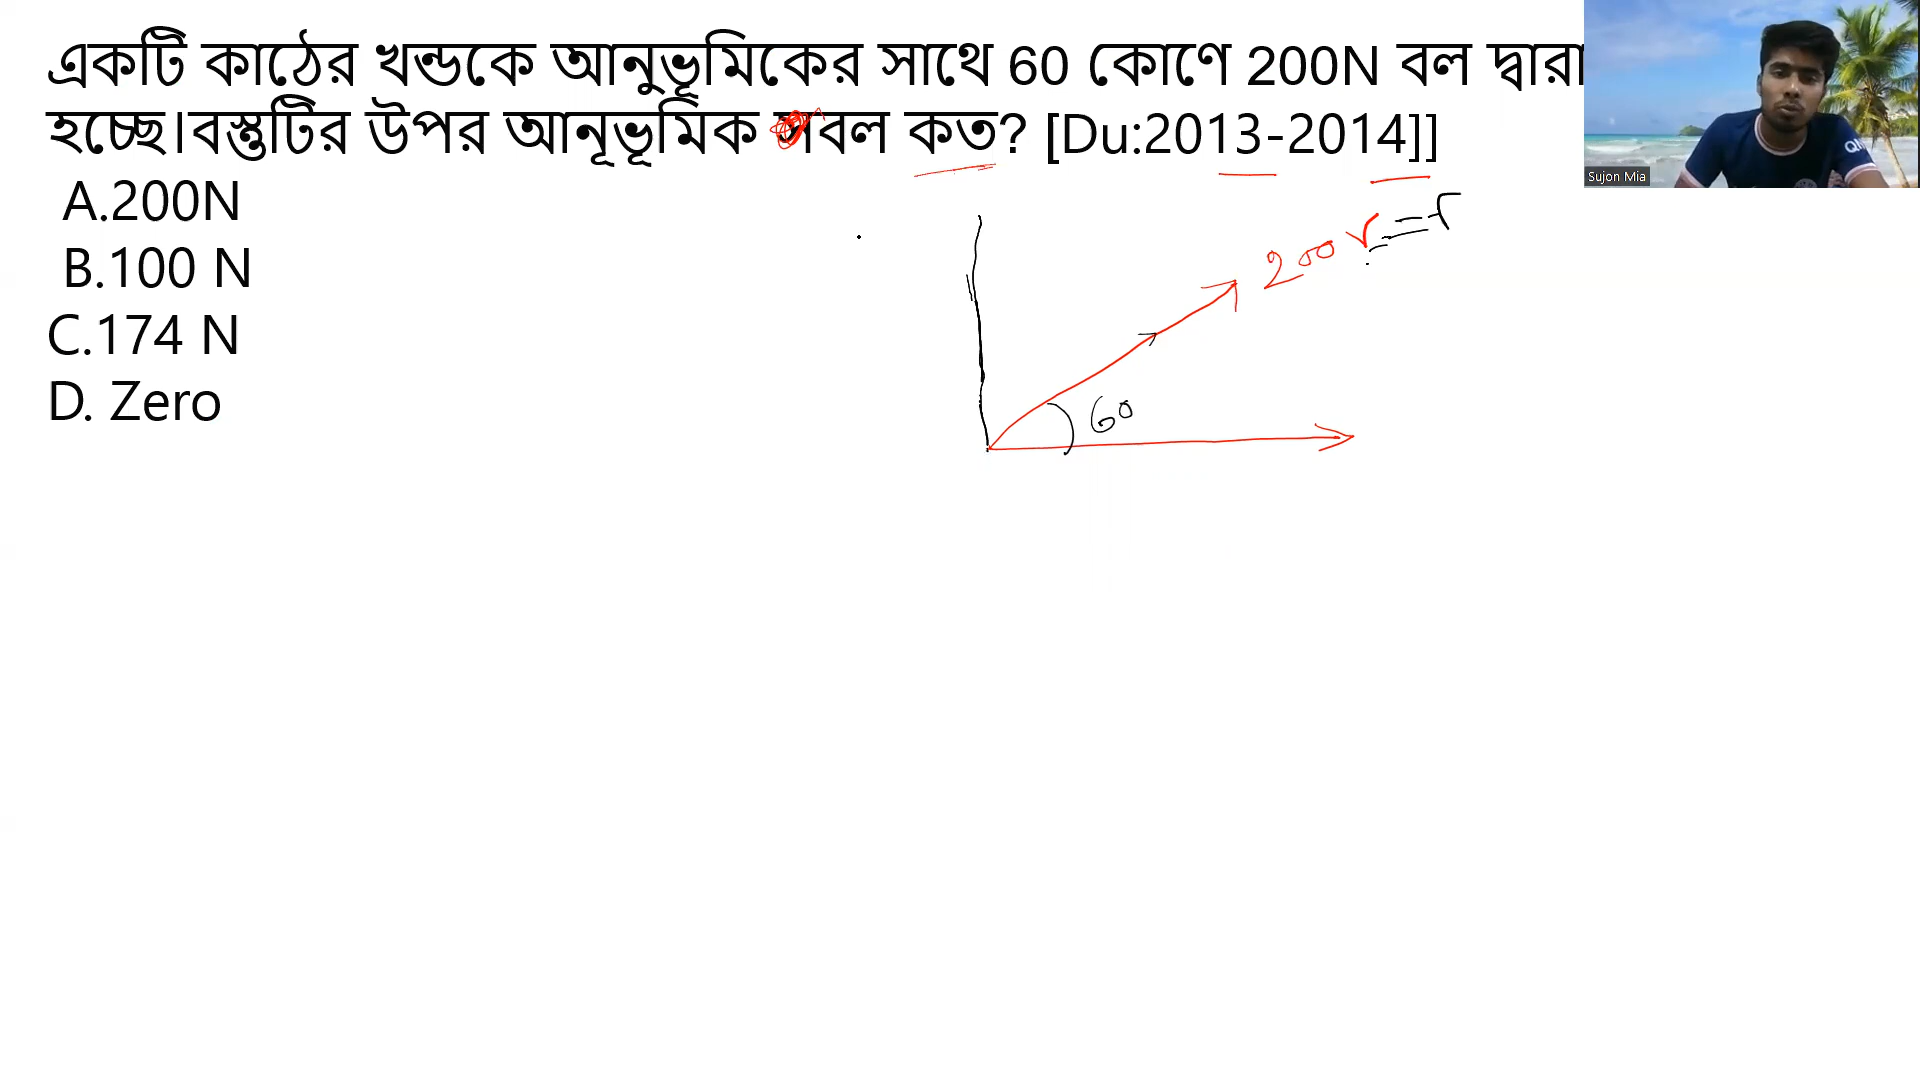 একটি কাঠের খন্ডকে আনুভূমিকের সাথে 60 কোণে 200N বল দ্বারা
হচ্ছে।বস্তুটির উপর আনূভূমিক বল কত? [Du:2013-2014]]
A.200N
B.100 N
C.174 N
D. Zero
200
60
Sujon Mia